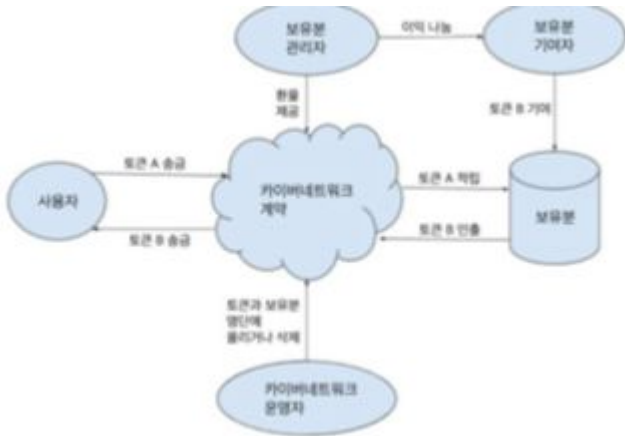 보유분
관리자
이익 나눔
보유분
기여자
환율
제공
토큰 B 기여
토큰 A 송금
사용자
카이버네트워크
계약
토큰 A 적립
보유분
토큰 B 송금
토큰 B 인출
토큰과 보유분
명단에
올리거나 삭제
카이버네트워크
운영자